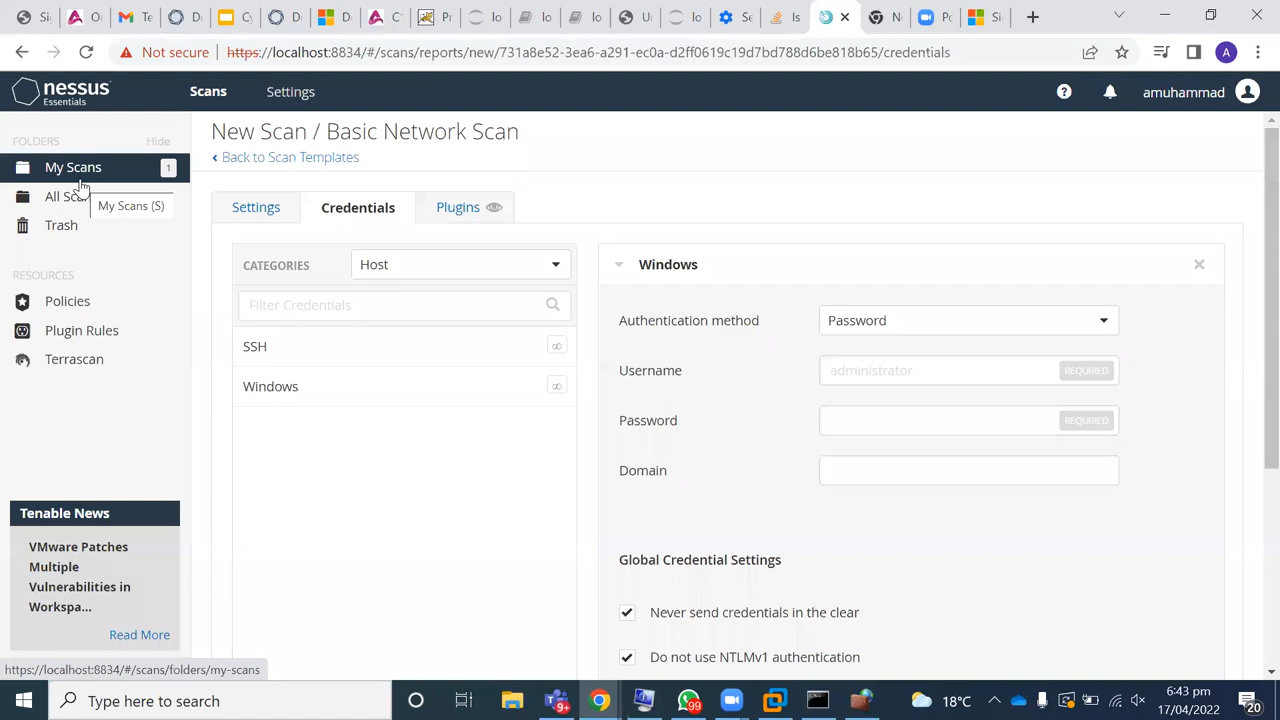 Not secure
https://localhost:8834/#/scans/reports/new/731a8e52-3ea6-a291-ec0a-d2ff0619c19d7bd788d6be818b65/credentials
A
nessus
Essentials
Scans
Settings
amuhammad
FOLDERS
Hide
My Scans
1
All Sca
My Scans (S)
Trash
RESOURCES
Policies
Plugin Rules
Terrascan
Tenable News
VMware Patches
Multiple
Vulnerabilities in
Workspa...
Read More
New Scan / Basic Network Scan
Back to Scan Templates
Settings
Credentials
Plugins
CATEGORIES
Host
Filter Credentials
SSH
∞
Windows
∞
Windows
Authentication method
Password
Username
administrator
REQUIRED
Password
REQUIRED
Domain
Global Credential Settings
Never send credentials in the clear
Do not use NTLMv1 authentication
https://localhost:8834/#/scans/folders/my-scans
Type here to search
99
9+
18°C
6:43 pm
17/04/2022
20